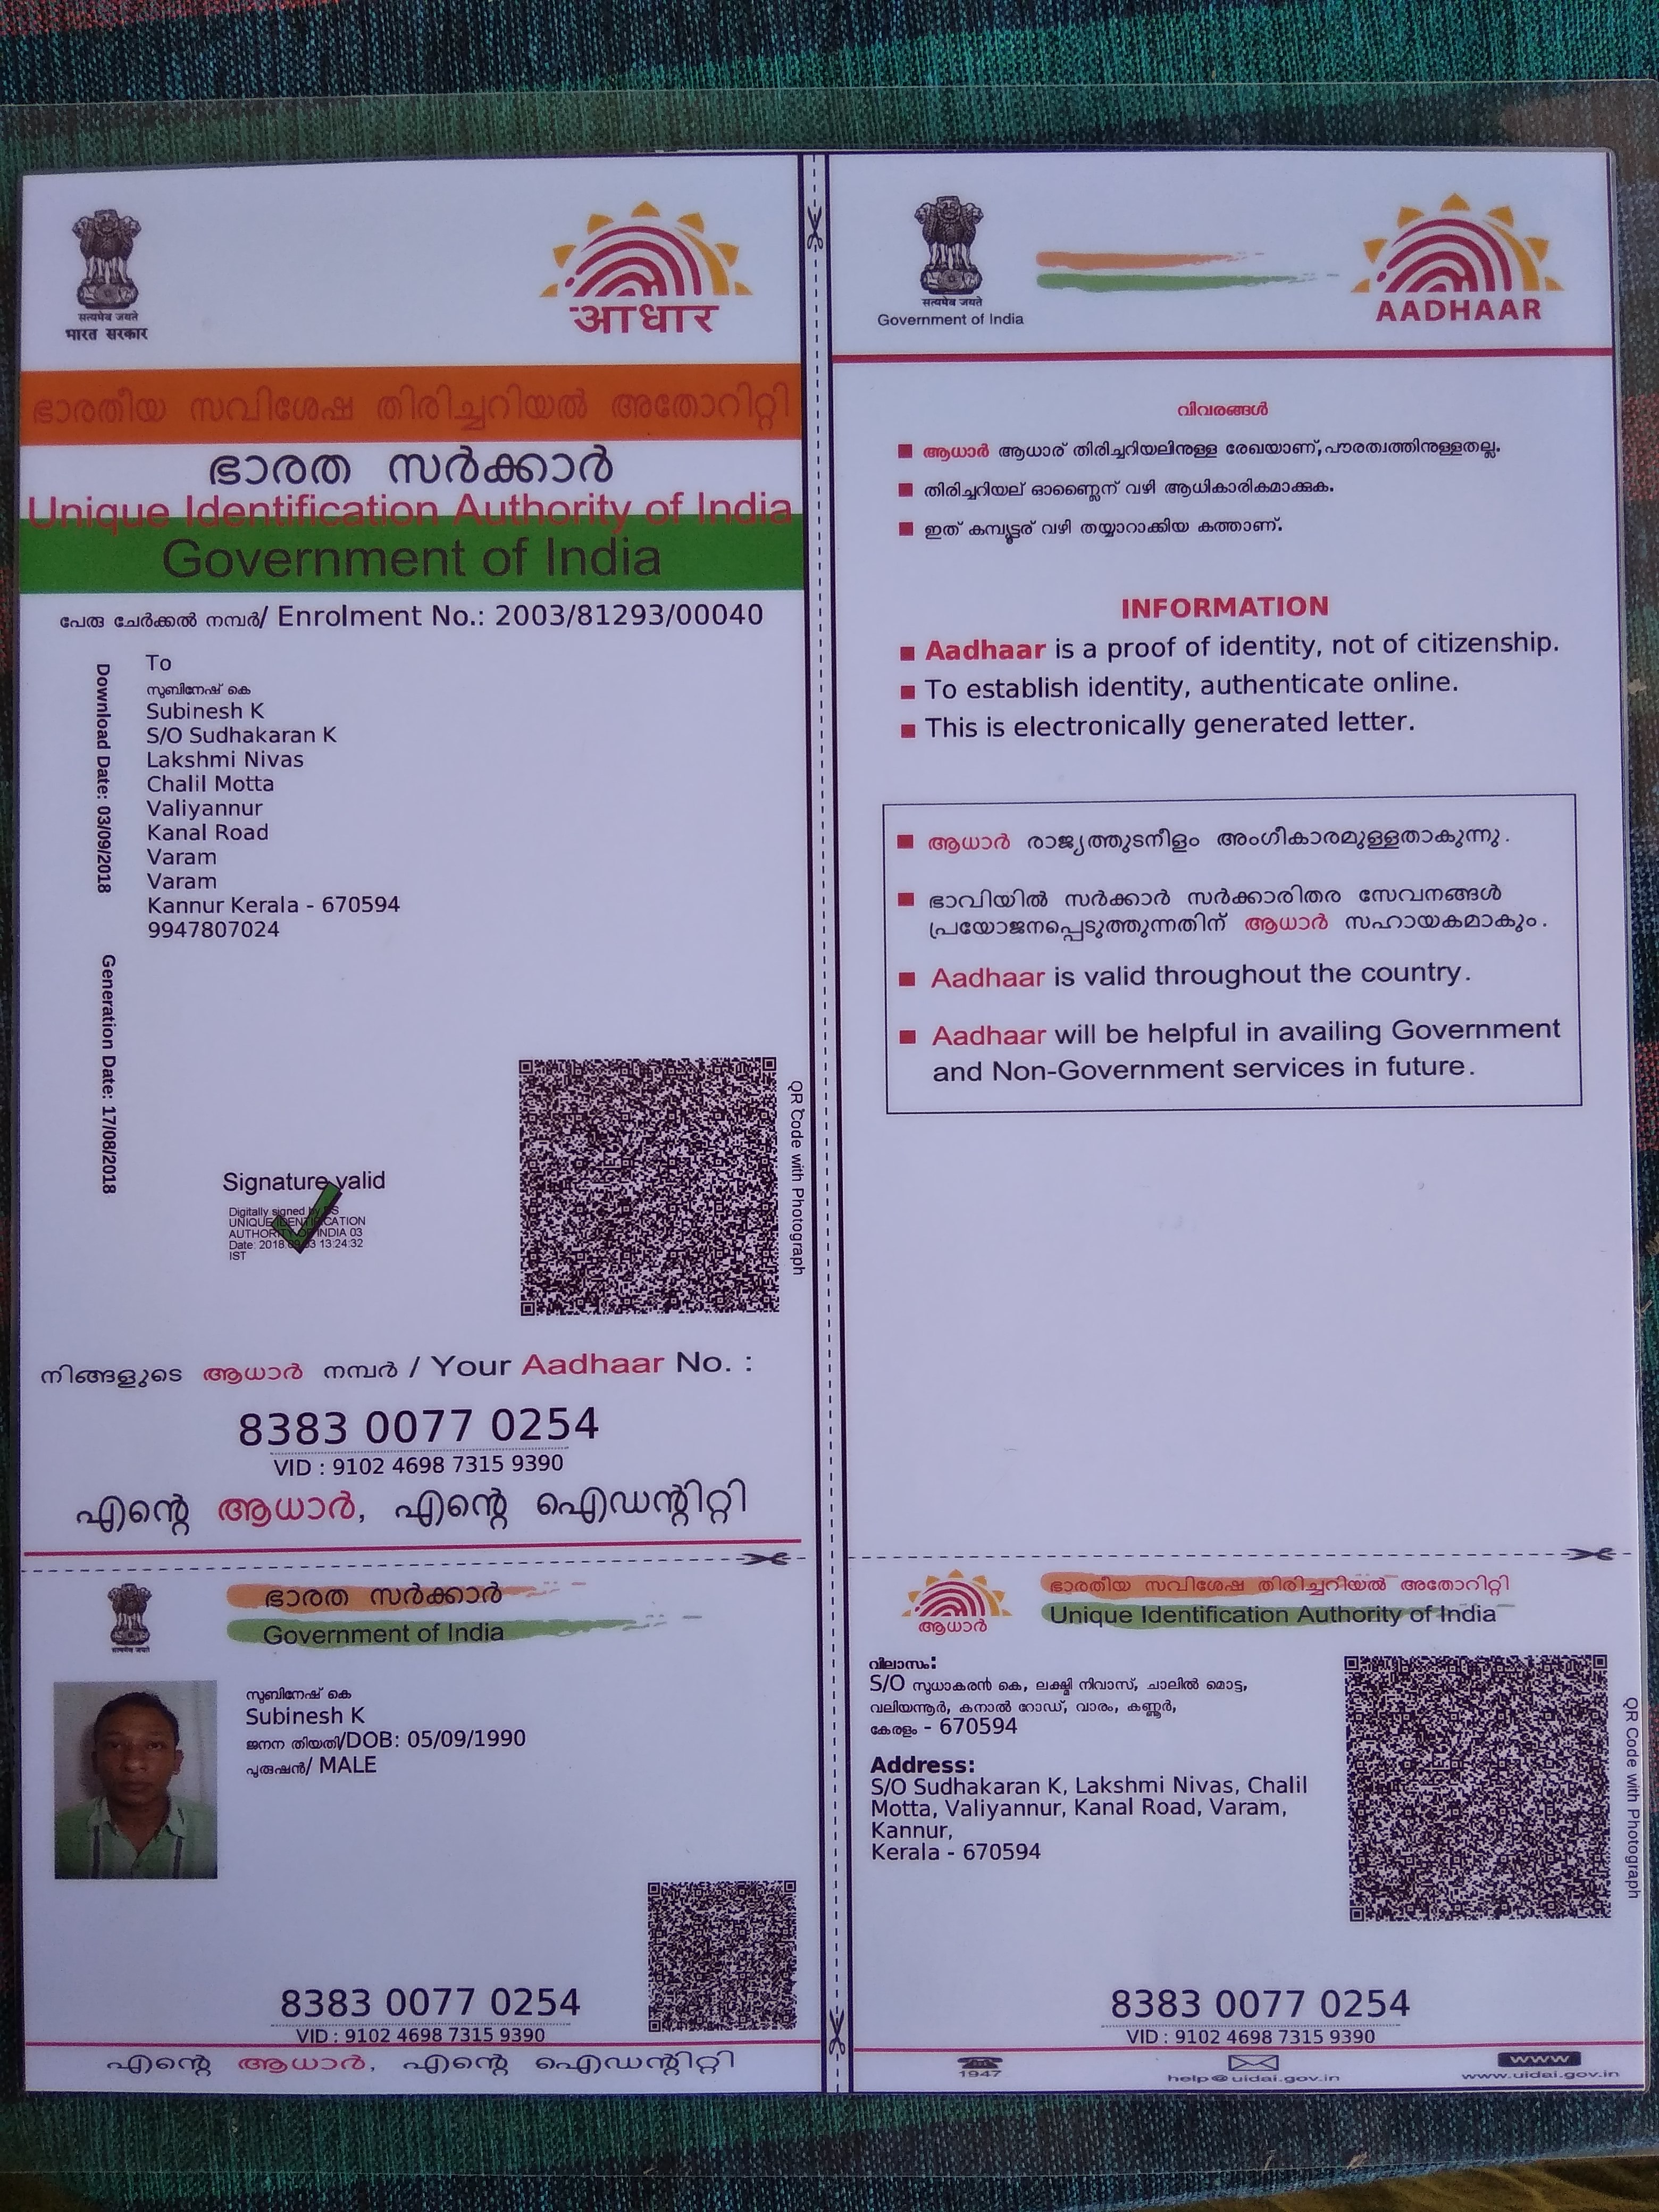 सत्यमेव जयते
भारत सरकार
आधार
ഭാരതീയ സവിശേഷ തിരിച്ചറിയൽ അതോറിറ്റി
ഭാരത സർക്കാർ
Unique Identification Authority of India
Government of India
പേരു ചേർക്കൽ നമ്പർ/ Enrolment No.: 2003/81293/00040
Download Date: 03/09/2018
Generation Date: 17/08/2018
To
സുബിനേഷ് കെ
Subinesh K
S/O Sudhakaran K
Lakshmi Nivas
Chalil Motta
Valiyannur
Kanal Road
Varam
Varam
Kannur Kerala - 670594
9947807024
Signature valid
Digitally signed by DS
UNIQUE IDENTIFICATION
AUTHORITY OF INDIA 03
Date: 2018.09.03 13:24:32
IST
QR Code with Photograph
നിങ്ങളുടെ ആധാർ നമ്പർ / Your Aadhaar No. :
8383 0077 0254
VID : 9102 4698 7315 9390
എന്റെ ആധാർ, എന്റെ ഐഡന്റിറ്റി
सत्यमेव जयते
Government of India
AADHAAR
വിവരങ്ങൾ
ആധാർ ആധാര് തിരിച്ചറിയലിനുള്ള രേഖയാണ്,പൗരത്വത്തിനുള്ളതല്ല.
തിരിച്ചറിയല് ഓണ്ലൈന് വഴി ആധികാരികമാക്കുക.
ഇത് കമ്പ്യൂട്ടര് വഴി തയ്യാറാക്കിയ കത്താണ്.
INFORMATION
Aadhaar is a proof of identity, not of citizenship.
To establish identity, authenticate online.
This is electronically generated letter.
ആധാർ രാജ്യത്തുടനീളം അംഗീകാരമുള്ളതാകുന്നു.
ഭാവിയിൽ സർക്കാർ സർക്കാരിതര സേവനങ്ങൾ
പ്രയോജനപ്പെടുത്തുന്നതിന് ആധാർ സഹായകമാകും.
Aadhaar is valid throughout the country.
Aadhaar will be helpful in availing Government
and Non-Government services in future.
ഭാരത സർക്കാർ
Government of India
സുബിനേഷ് കെ
Subinesh K
ജനന തിയതി/DOB: 05/09/1990
പുരുഷൻ/ MALE
8383 0077 0254
VID : 9102 4698 7315 9390
എന്റെ ആധാർ, എന്റെ ഐഡന്റിറ്റി
ആധാർ
ഭാരതീയ സവിശേഷ തിരിച്ചറിയൽ അതോറിറ്റി
Unique Identification Authority of India
വിലാസം:
S/O സുധാകരൻ കെ, ലക്ഷ്മി നിവാസ്, ചാലിൽ മൊട്ട,
വലിയന്നൂർ, കനാൽ റോഡ്, വാരം, കണ്ണൂർ,
കേരളം - 670594
Address:
S/O Sudhakaran K, Lakshmi Nivas, Chalil
Motta, Valiyannur, Kanal Road, Varam,
Kannur,
Kerala - 670594
QR Code with Photograph
8383 0077 0254
VID : 9102 4698 7315 9390
1947
help@uidai.gov.in
www
www.uidai.gov.in